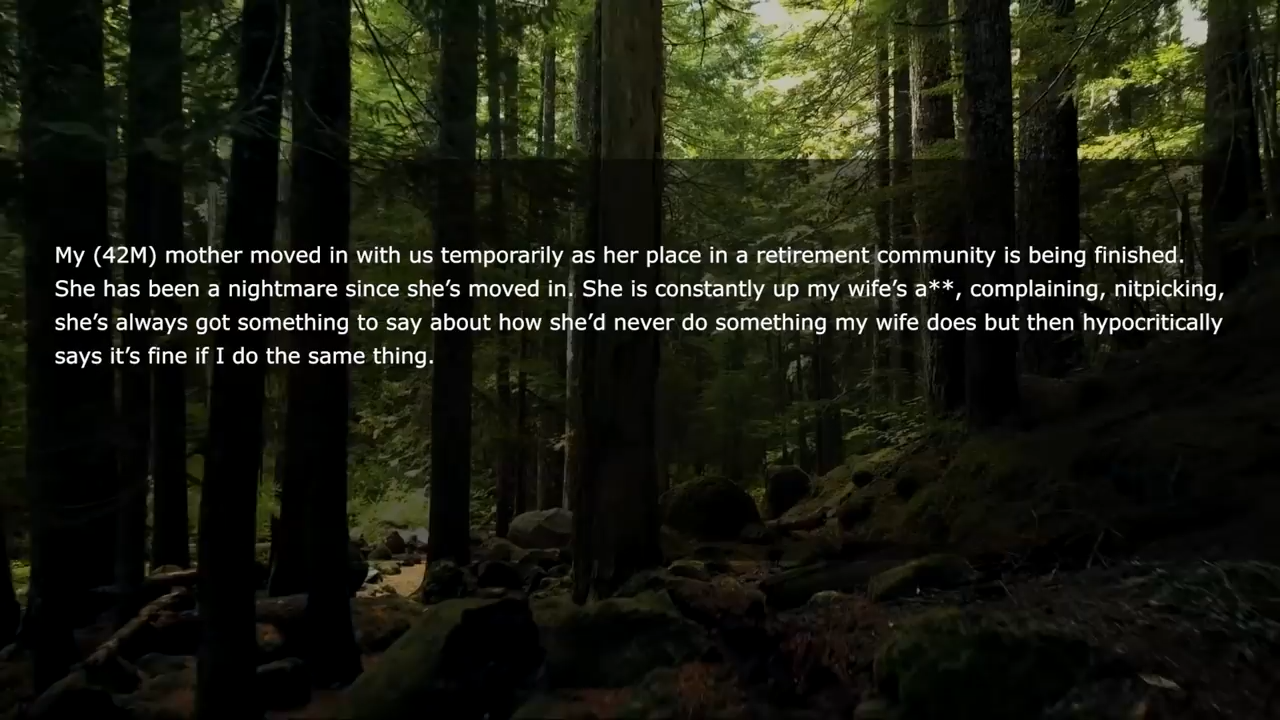 My (42M) mother moved in with us temporarily as her place in a retirement community is being finished.
She has been a nightmare since she’s moved in. She is constantly up my wife’s a**, complaining, nitpicking,
she’s always got something to say about how she’d never do something my wife does but then hypocritically
says it’s fine if I do the same thing.